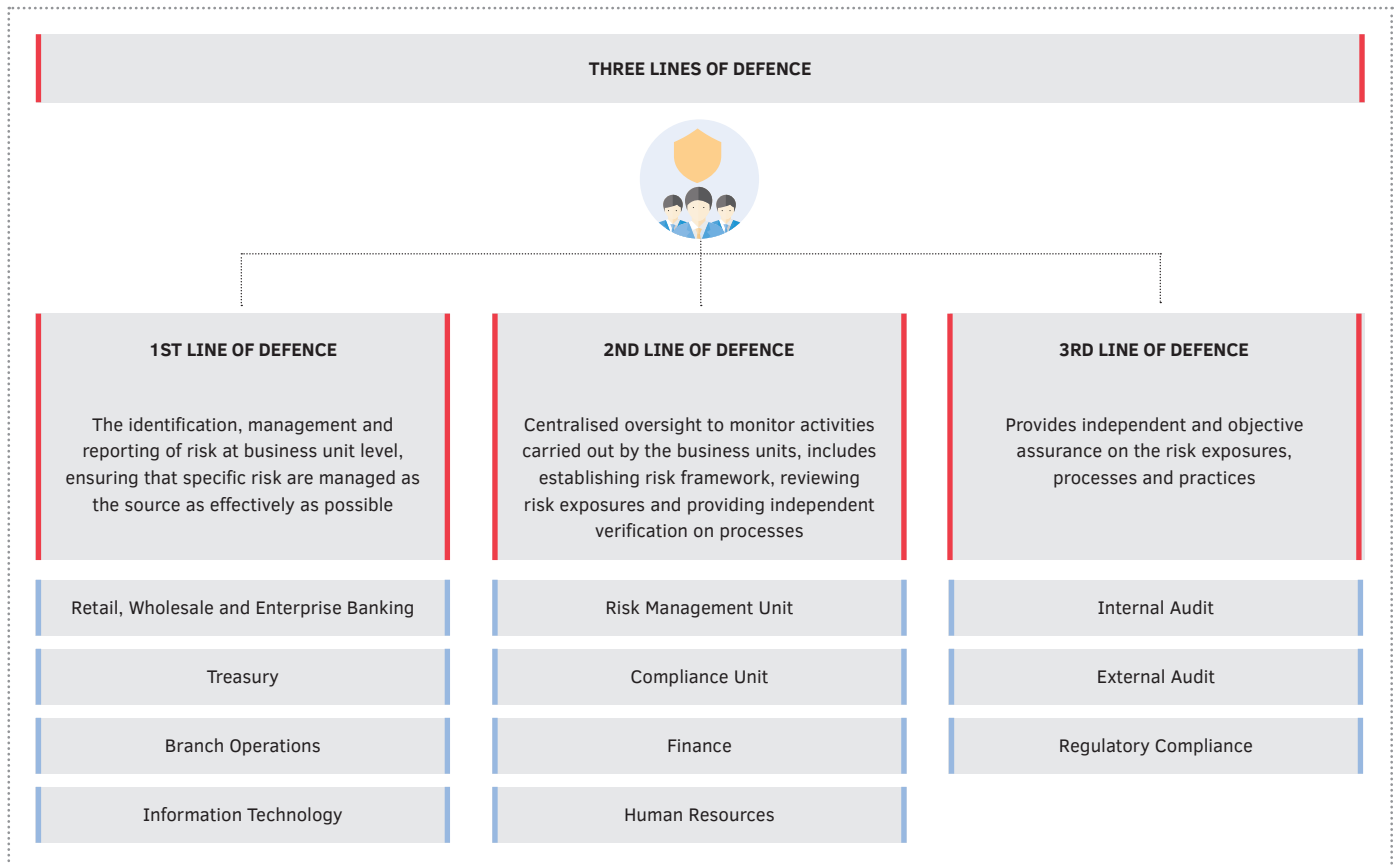 THREE LINES OF DEFENCE
1ST LINE OF DEFENCE
The identification, management and
reporting of risk at business unit level,
ensuring that specific risk are managed as
the source as effectively as possible
Retail, Wholesale and Enterprise Banking
Treasury
Branch Operations
Information Technology
2ND LINE OF DEFENCE
Centralised oversight to monitor activities
carried out by the business units, includes
establishing risk framework, reviewing
risk exposures and providing independent
verification on processes
Risk Management Unit
Compliance Unit
Finance
Human Resources
3RD LINE OF DEFENCE
Provides independent and objective
assurance on the risk exposures,
processes and practices
Internal Audit
External Audit
Regulatory Compliance